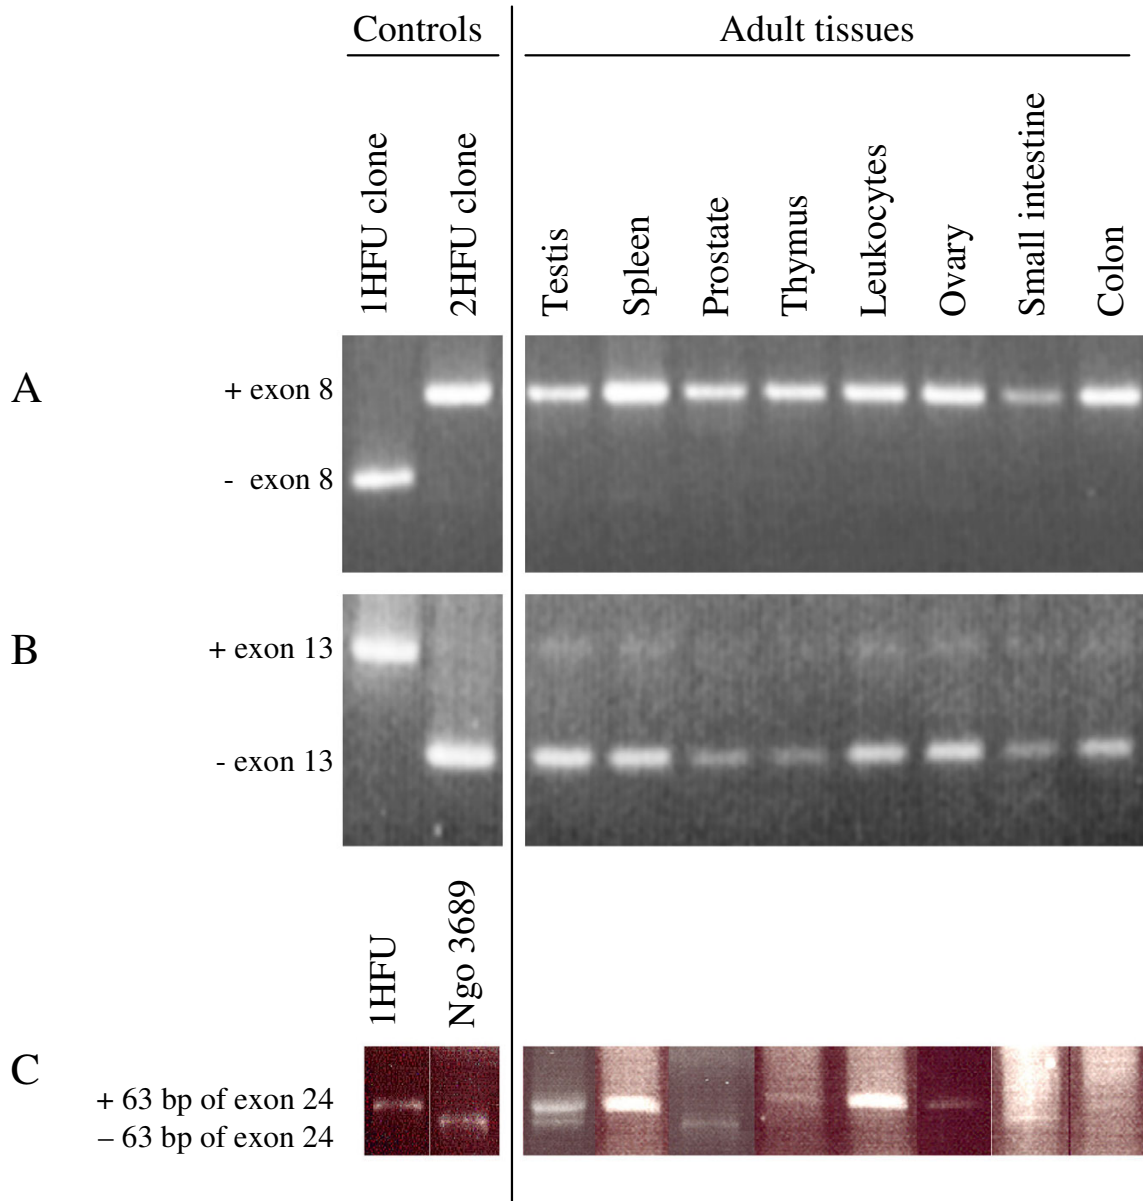 Controls
Adult tissues
1HFU clone
2HFU clone
Testis
Spleen
Prostate
Thymus
Leukocytes
Ovary
Small intestine
Colon
A
+ exon 8
- exon 8
B
+ exon 13
- exon 13
1HFU
Ngo 3689
C
+ 63 bp of exon 24
– 63 bp of exon 24